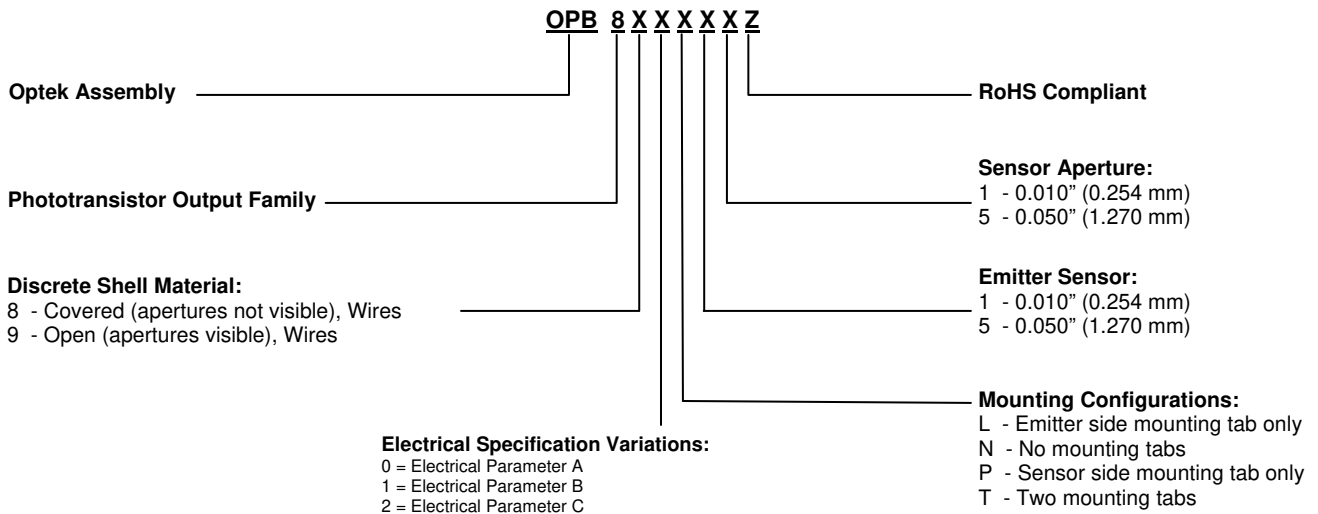 OPB 8 X X X X X Z
Optek Assembly
RoHS Compliant
Phototransistor Output Family
Sensor Aperture:
1 - 0.010” (0.254 mm)
5 - 0.050” (1.270 mm)
Discrete Shell Material:
8 - Covered (apertures not visible), Wires
9 - Open (apertures visible), Wires
Emitter Sensor:
1 - 0.010” (0.254 mm)
5 - 0.050” (1.270 mm)
Electrical Specification Variations:
0 = Electrical Parameter A
1 = Electrical Parameter B
2 = Electrical Parameter C
Mounting Configurations:
L - Emitter side mounting tab only
N - No mounting tabs
P - Sensor side mounting tab only
T - Two mounting tabs